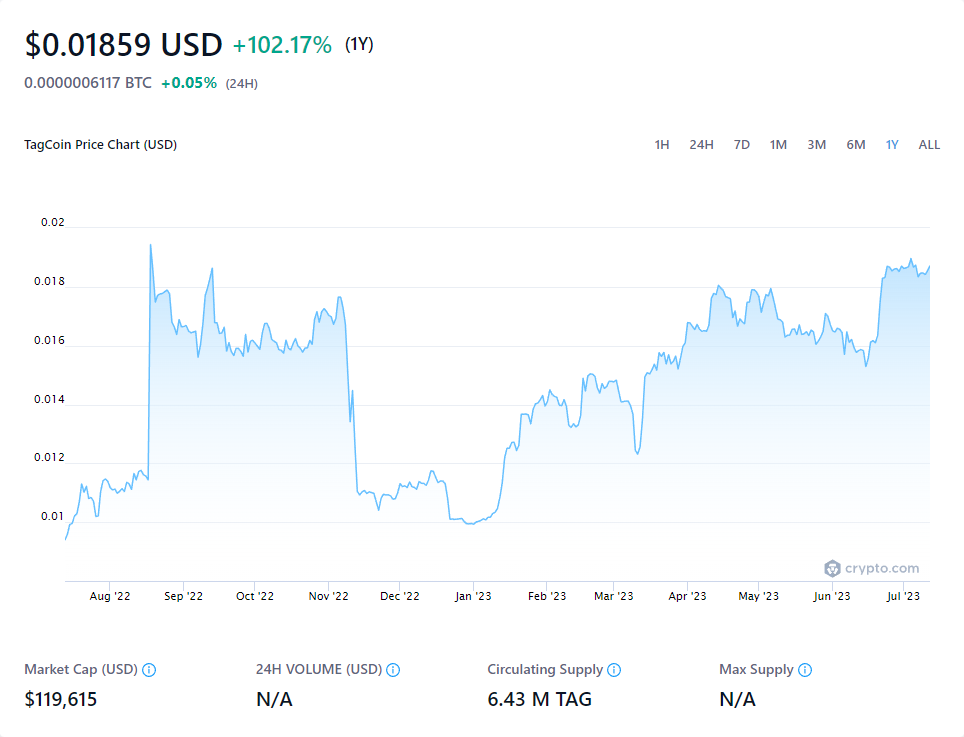 $0.01859 USD +102.17% (1Y)
0.0000006117 BTC +0.05% (24H)
TagCoin Price Chart (USD) 1H 24H 7D 1M 3M 6M 1Y ALL
0.02
0.018
0.016
0.014
0.012
0.01
crypto.com
Aug '22 Sep '22 Oct '22 Nov '22 Dec '22 Jan '23 Feb '23 Mar '23 Apr '23 May '23 Jun '23 Jul '23
Market Cap (USD) 24H VOLUME (USD) Circulating Supply Max Supply
$119,615 N/A 6.43 M TAG N/A